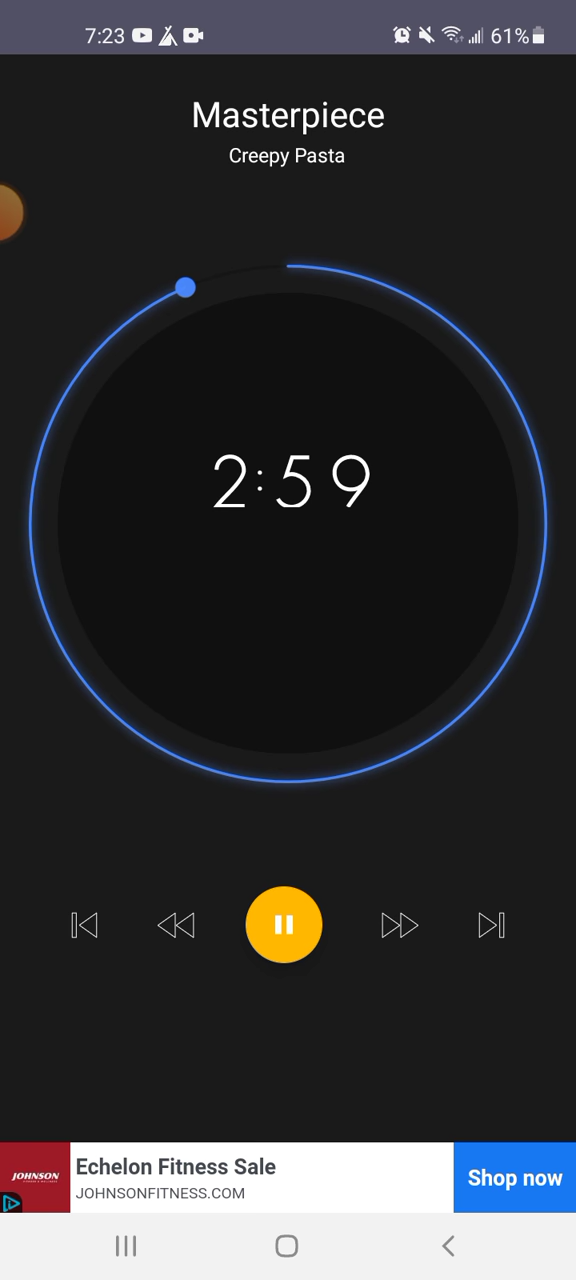 7:23 61%
Masterpiece
Creepy Pasta
2:59
JOHNSON
Echelon Fitness Sale
JOHNSONFITNESS.COM
Shop now